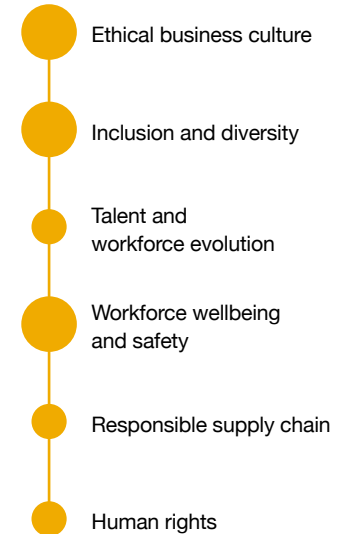 Ethical business culture
Inclusion and diversity
Talent and
workforce evolution
Workforce wellbeing
and safety
Responsible supply chain
Human rights